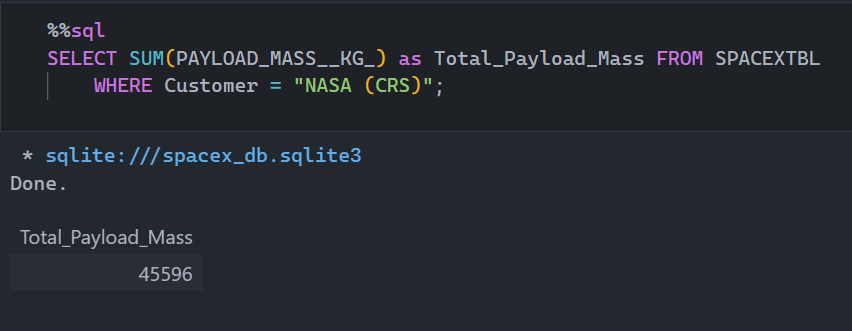 %%sql
SELECT SUM(PAYLOAD_MASS__KG_) as Total_Payload_Mass FROM SPACEXTBL
WHERE Customer = "NASA (CRS)";
* sqlite:///spacex_db.sqlite3
Done.
Total_Payload_Mass
45596